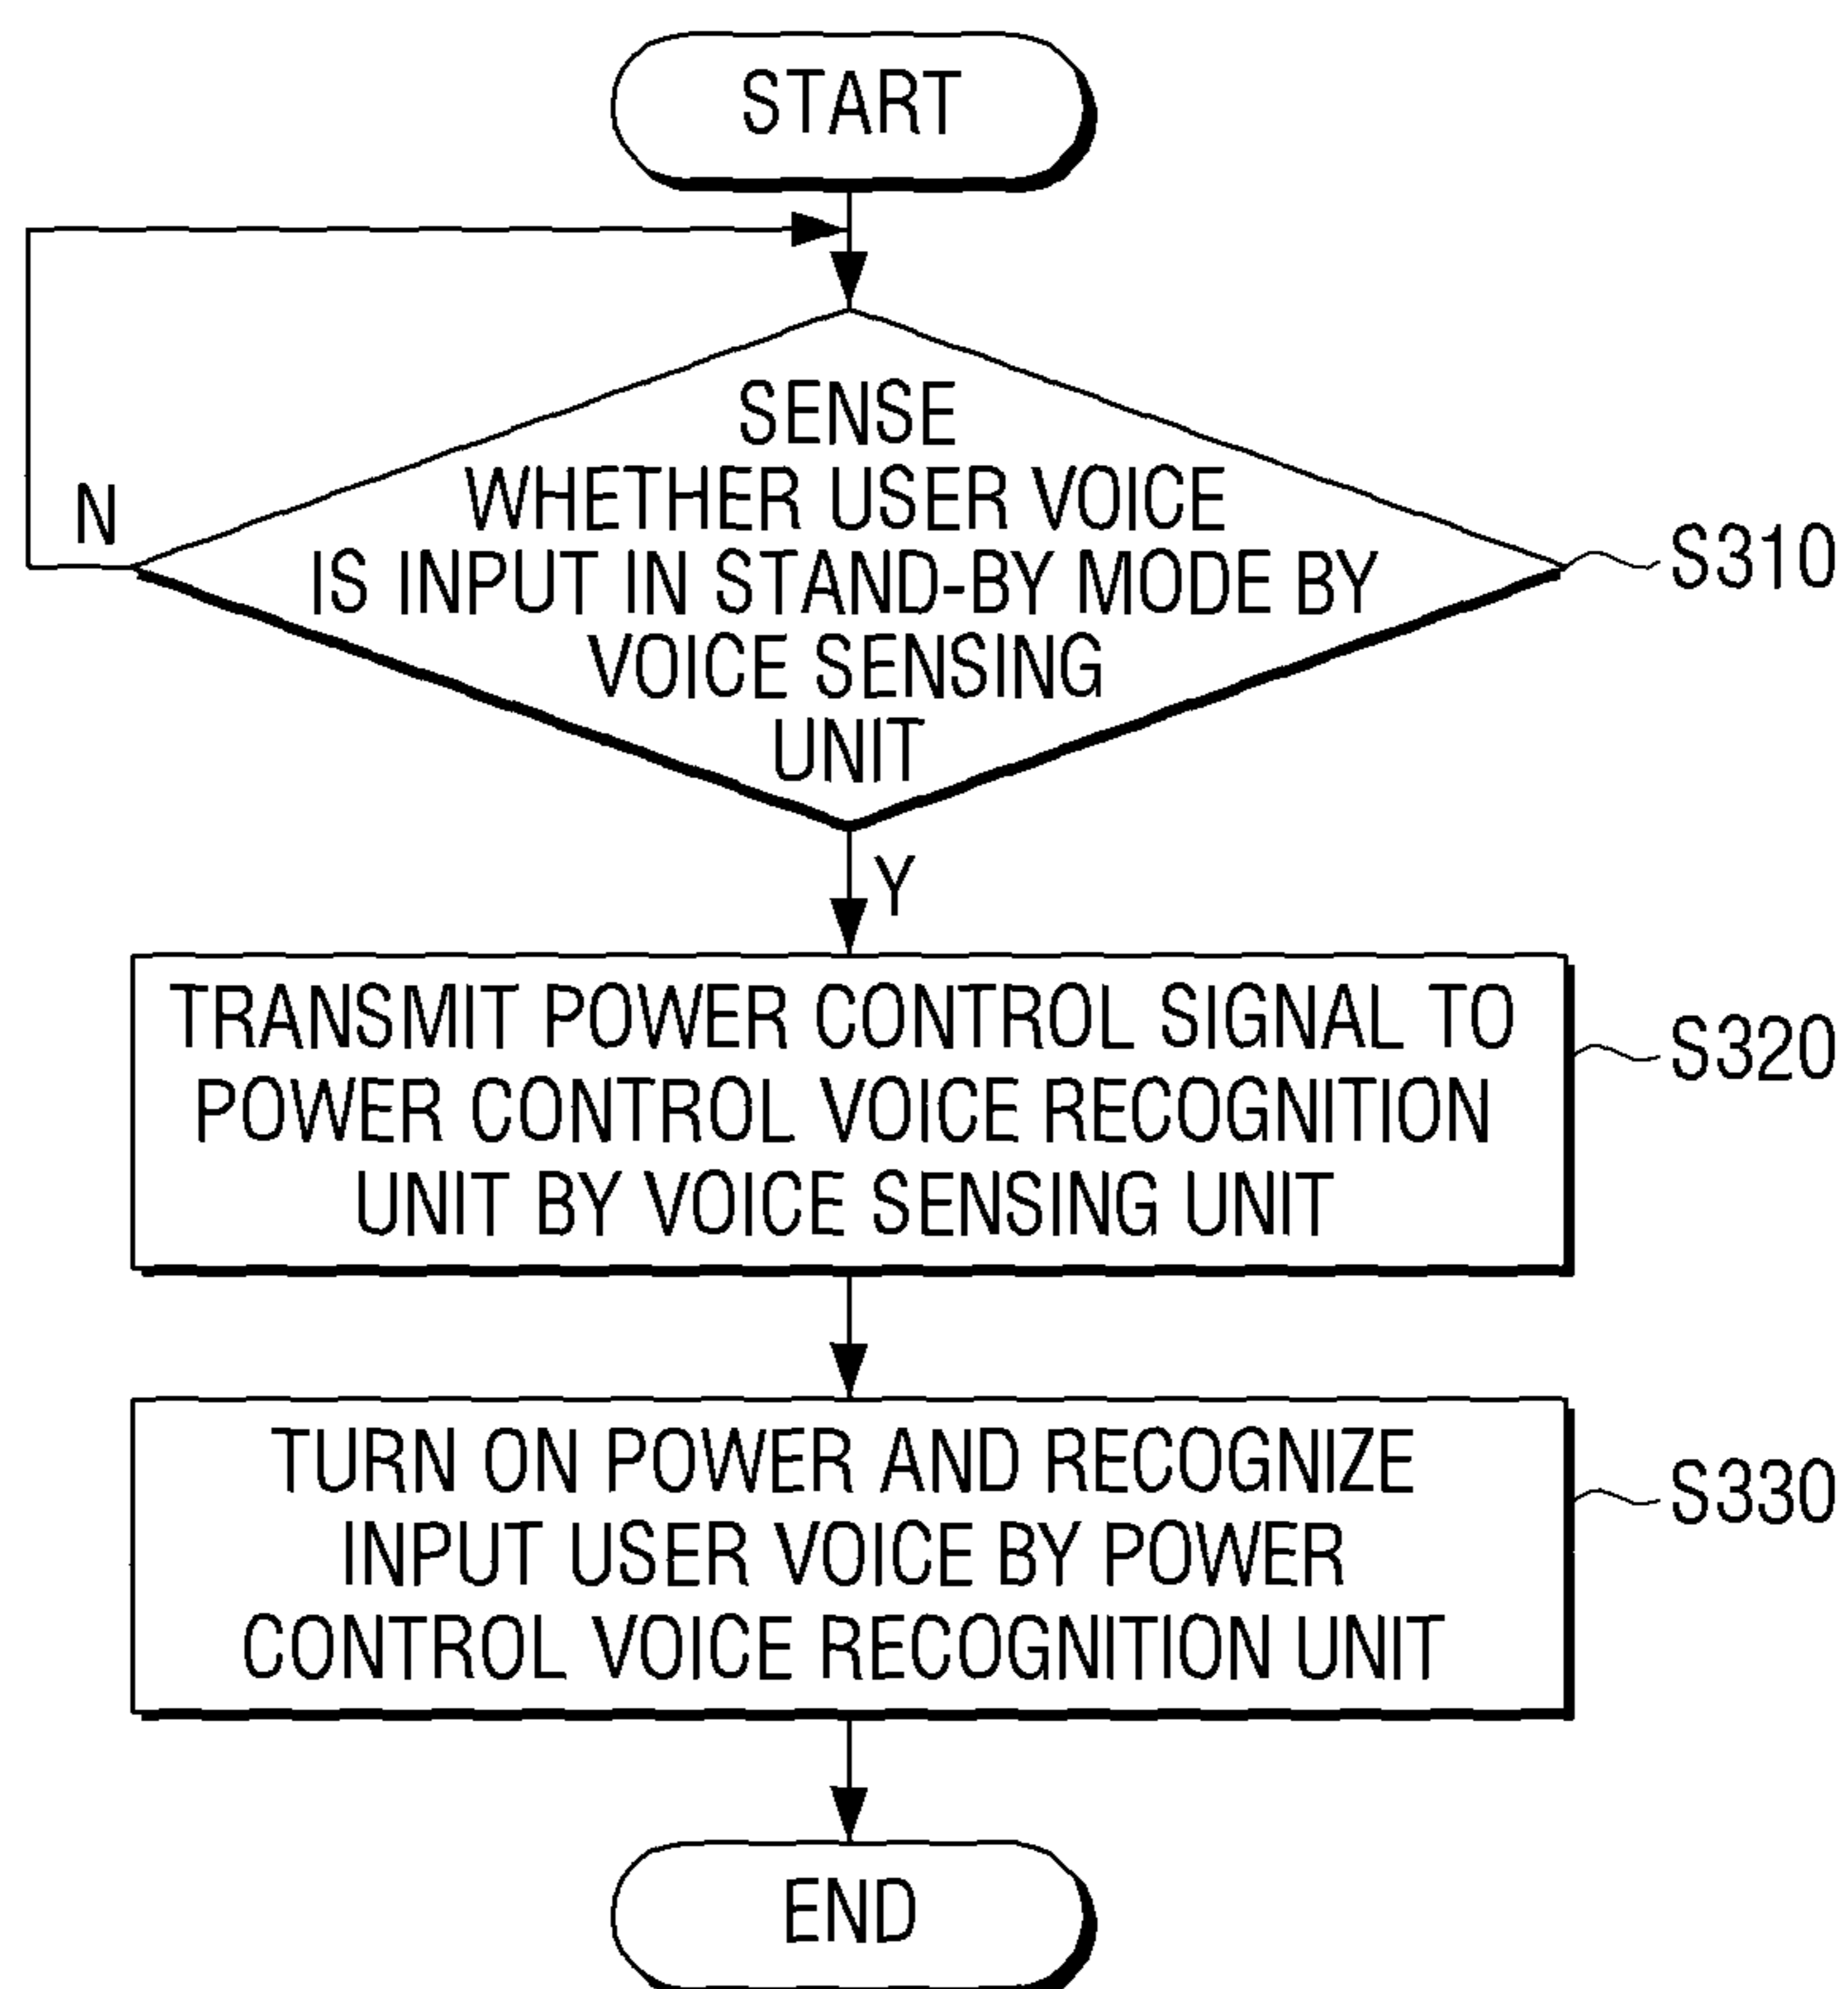 START
SENSE
WHETHER USER VOICE
IS INPUT IN STAND-BY MODE BY
VOICE SENSING
UNIT
N
S310
Y
TRANSMIT POWER CONTROL SIGNAL TO
POWER CONTROL VOICE RECOGNITION
UNIT BY VOICE SENSING UNIT
S320
TURN ON POWER AND RECOGNIZE
INPUT USER VOICE BY POWER
CONTROL VOICE RECOGNITION UNIT
S330
END